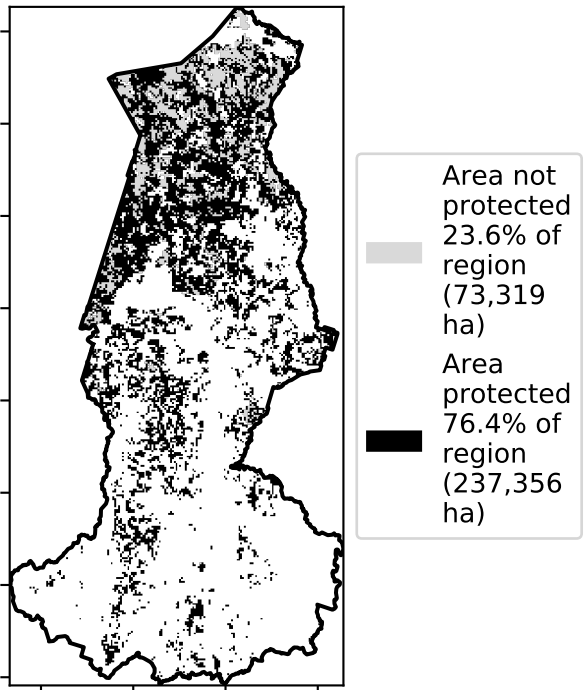 Area not
protected
23.6% of
region
(73,319
ha)
Area
protected
76.4% of
region
(237,356
ha)